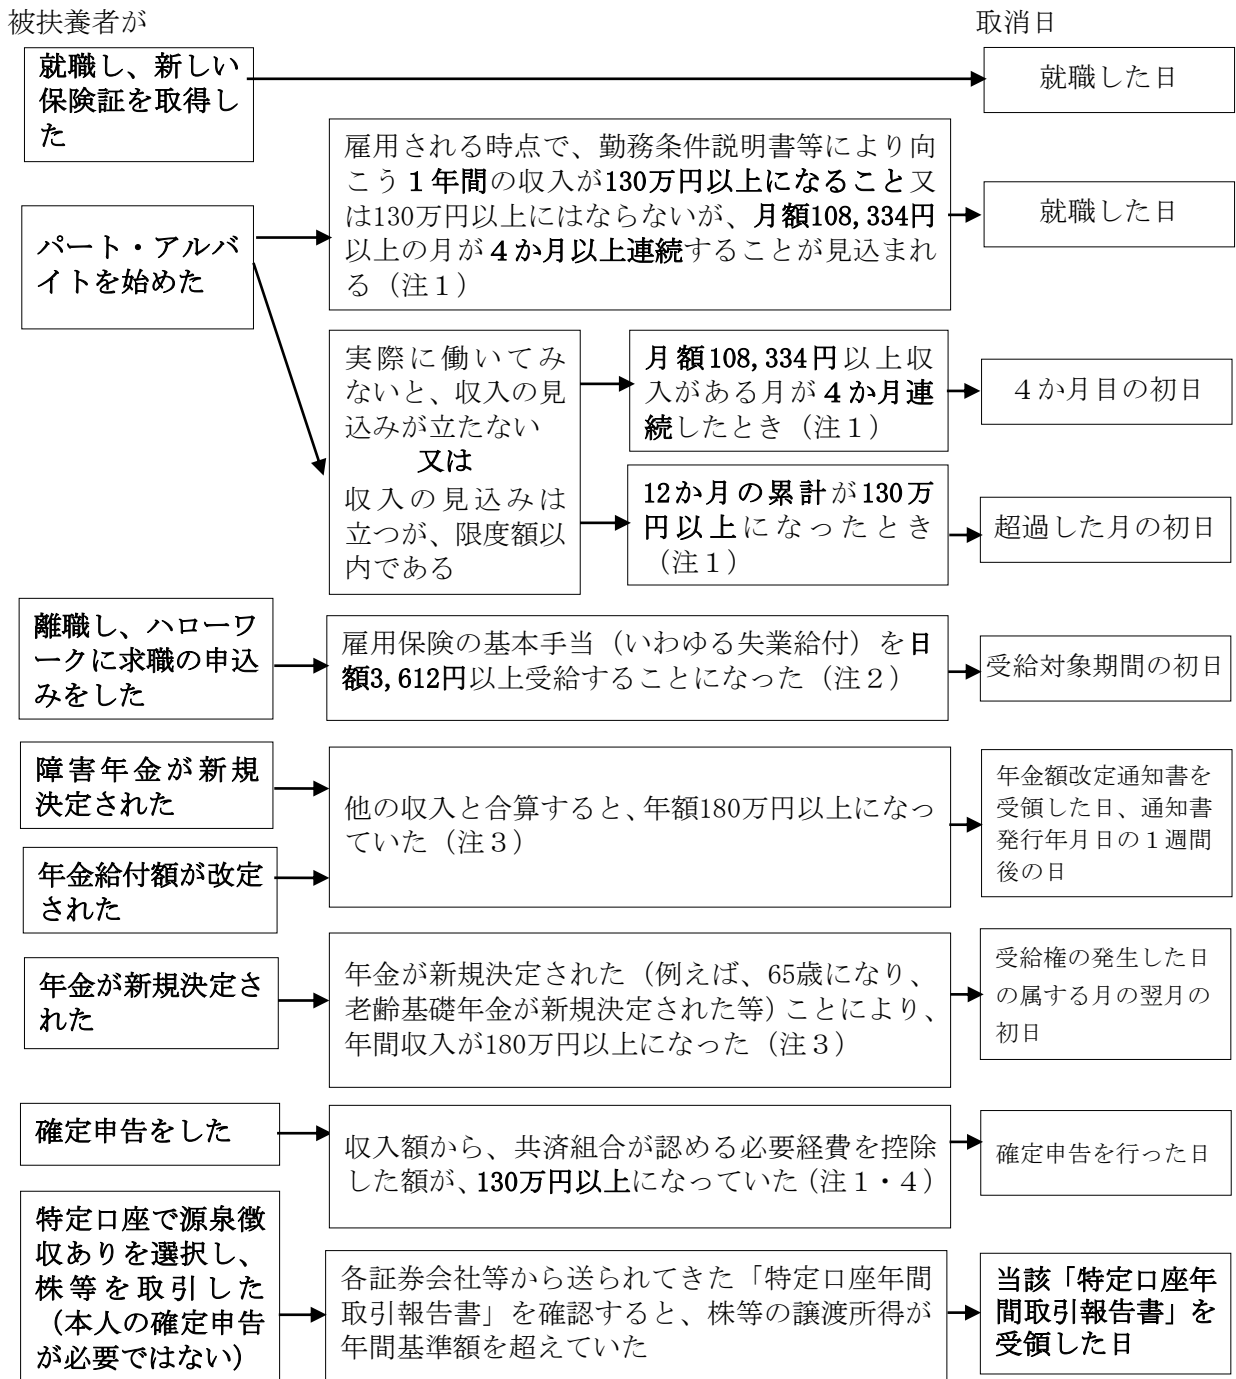 被扶養者が
取消日
就職し、新しい
保険証を取得し
た
就職した日
パート・アルバ
イトを始めた
雇用される時点で、勤務条件説明書等により向
こう１年間の収入が130万円以上になること又
は130万円以上にはならないが、月額108,334円
以上の月が４か月以上連続することが見込まれ
る（注１）
就職した日
実際に働いてみ
ないと、収入の見
込みが立たない
又は
収入の見込みは
立つが、限度額以
内である
月額108,334円以上収
入がある月が４か月連
続したとき（注１）
４か月目の初日
12か月の累計が130万
円以上になったとき
（注１）
超過した月の初日
離職し、ハローワ
ークに求職の申込
みをした
雇用保険の基本手当（いわゆる失業給付）を日
額3,612円以上受給することになった（注２）
受給対象期間の初日
障害年金が新規
決定された
年金給付額が改定
された
他の収入と合算すると、年額180万円以上になっ
ていた（注３）
年金額改定通知書を
受領した日、通知書
発行年月日の１週間
後の日
年金が新規決定さ
れた
年金が新規決定された（例えば、65歳になり、
老齢基礎年金が新規決定された等）ことにより、
年間収入が180万円以上になった（注３）
受給権の発生した日
の属する月の翌月の
初日
確定申告をした
収入額から、共済組合が認める必要経費を控除
した額が、130万円以上になっていた（注１・４）
確定申告を行った日
特定口座で源泉徴
収ありを選択し、
株等を取引した
（本人の確定申告
が必要ではない）
各証券会社等から送られてきた「特定口座年間
取引報告書」を確認すると、株等の譲渡所得が
年間基準額を超えていた
当該「特定口座年
間取引報告書」を
受領した日